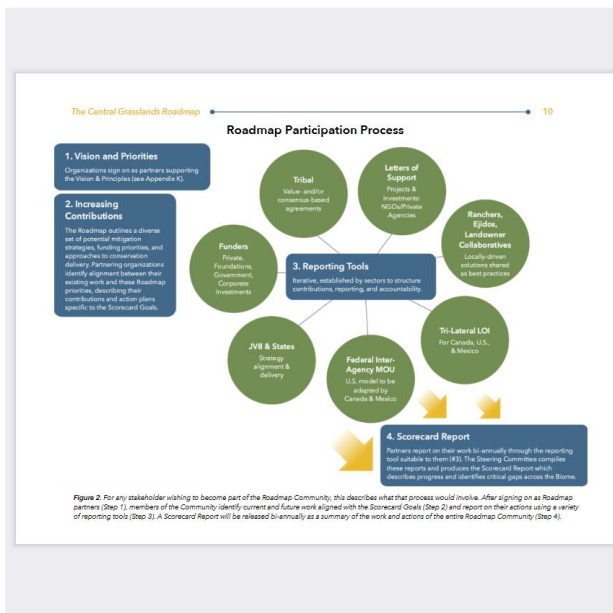 The Central Grasslands Roadmap
10
Roadmap Participation Process
1. Vision and Priorities
Organizations sign on as partners supporting
the Vision & Principles (see Appendix K).
2. Increasing
Contributions
The Roadmap outlines a diverse
set of potential mitigation
strategies, funding priorities, and
approaches to conservation
delivery. Partnering organizations
identify alignment between their
existing work and these Roadmap
priorities, describing their
contributions and action plans
specific to the Scorecard Goals.
Tribal
Value- and/or
consensus-based
agreements
Letters of
Support
Projects &
Investments:
NGOs/Private
Agencies
Ranchers,
Ejidos,
Landowner
Collaboratives
Locally-driven
solutions shared
as best practices
Funders
Private,
Foundations,
Government,
Corporate
Investments
3. Reporting Tools
Iterative, established by sectors to structure
contributions, reporting, and accountability.
Tri-Lateral LOI
For Canada, U.S.,
& Mexico
JV8 & States
Strategy
alignment &
delivery
Federal Inter-
Agency MOU
U.S. model to be
adapted by
Canada & Mexico
4. Scorecard Report
Partners report on their work bi-annually through the reporting
tool suitable to them (#3). The Steering Committee compiles
these reports and produces the Scorecard Report which
describes progress and identifies critical gaps across the Biome.
Figure 2. For any stakeholder wishing to become part of the Roadmap Community, this describes what that process would involve. After signing on as Roadmap
partners (Step 1), members of the Community identify current and future work aligned with the Scorecard Goals (Step 2) and report on their actions using a variety
of reporting tools (Step 3). A Scorecard Report will be released bi-annually as a summary of the work and actions of the entire Roadmap Community (Step 4).